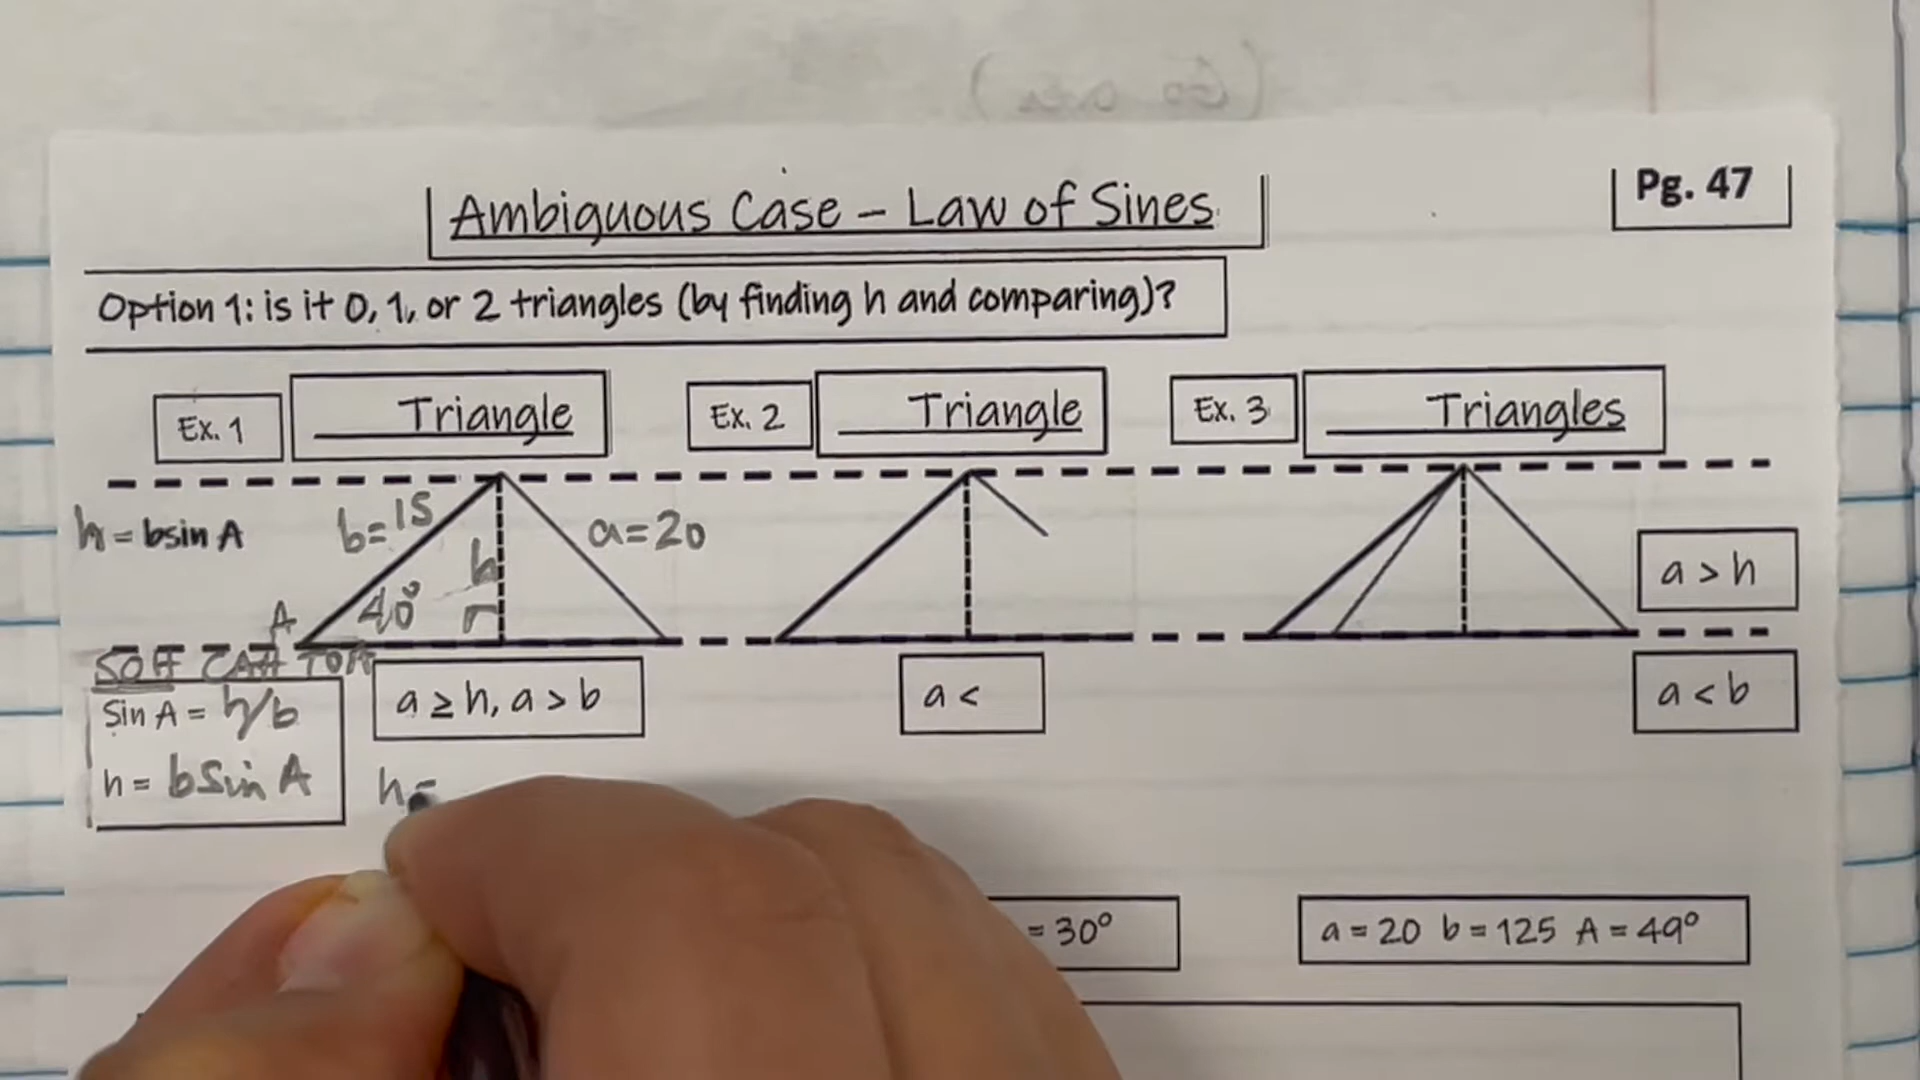 Pg. 47
Ambiguous Case - Law of Sines
Option 1: is it 0, 1, or 2 triangles (by finding h and comparing)?
Ex. 1
Triangle
Ex. 2
Triangle
Ex. 3
Triangles
h = bsin A
b=15
a=20
h
A
40°
a > h
SOH CAH TOA
Sin A = h/b
h = bsin A
a ≥ h, a > b
a <
a < b
h=
= 30°
a = 20 b = 125 A = 49°